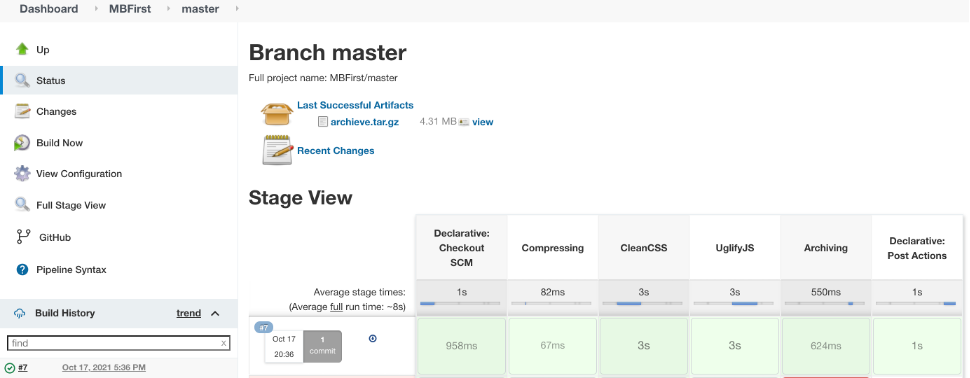 Dashboard MBFirst master
Up
Status
Changes
Build Now
View Configuration
Full Stage View
GitHub
Pipeline Syntax
Build History trend
find x
#7 Oct 17, 2021 5:36 PM
Branch master
Full project name: MBFirst/master
Last Successful Artifacts
archieve.tar.gz 4.31 MB view
Recent Changes
Stage View
Declarative:
Checkout
SCM
Compressing
CleanCSS
UglifyJS
Archiving
Declarative:
Post Actions
Average stage times:
(Average full run time: ~8s)
1s 82ms 3s 3s 550ms 1s
#7
Oct 17
20:36
1
commit
958ms 67ms 3s 3s 624ms 1s